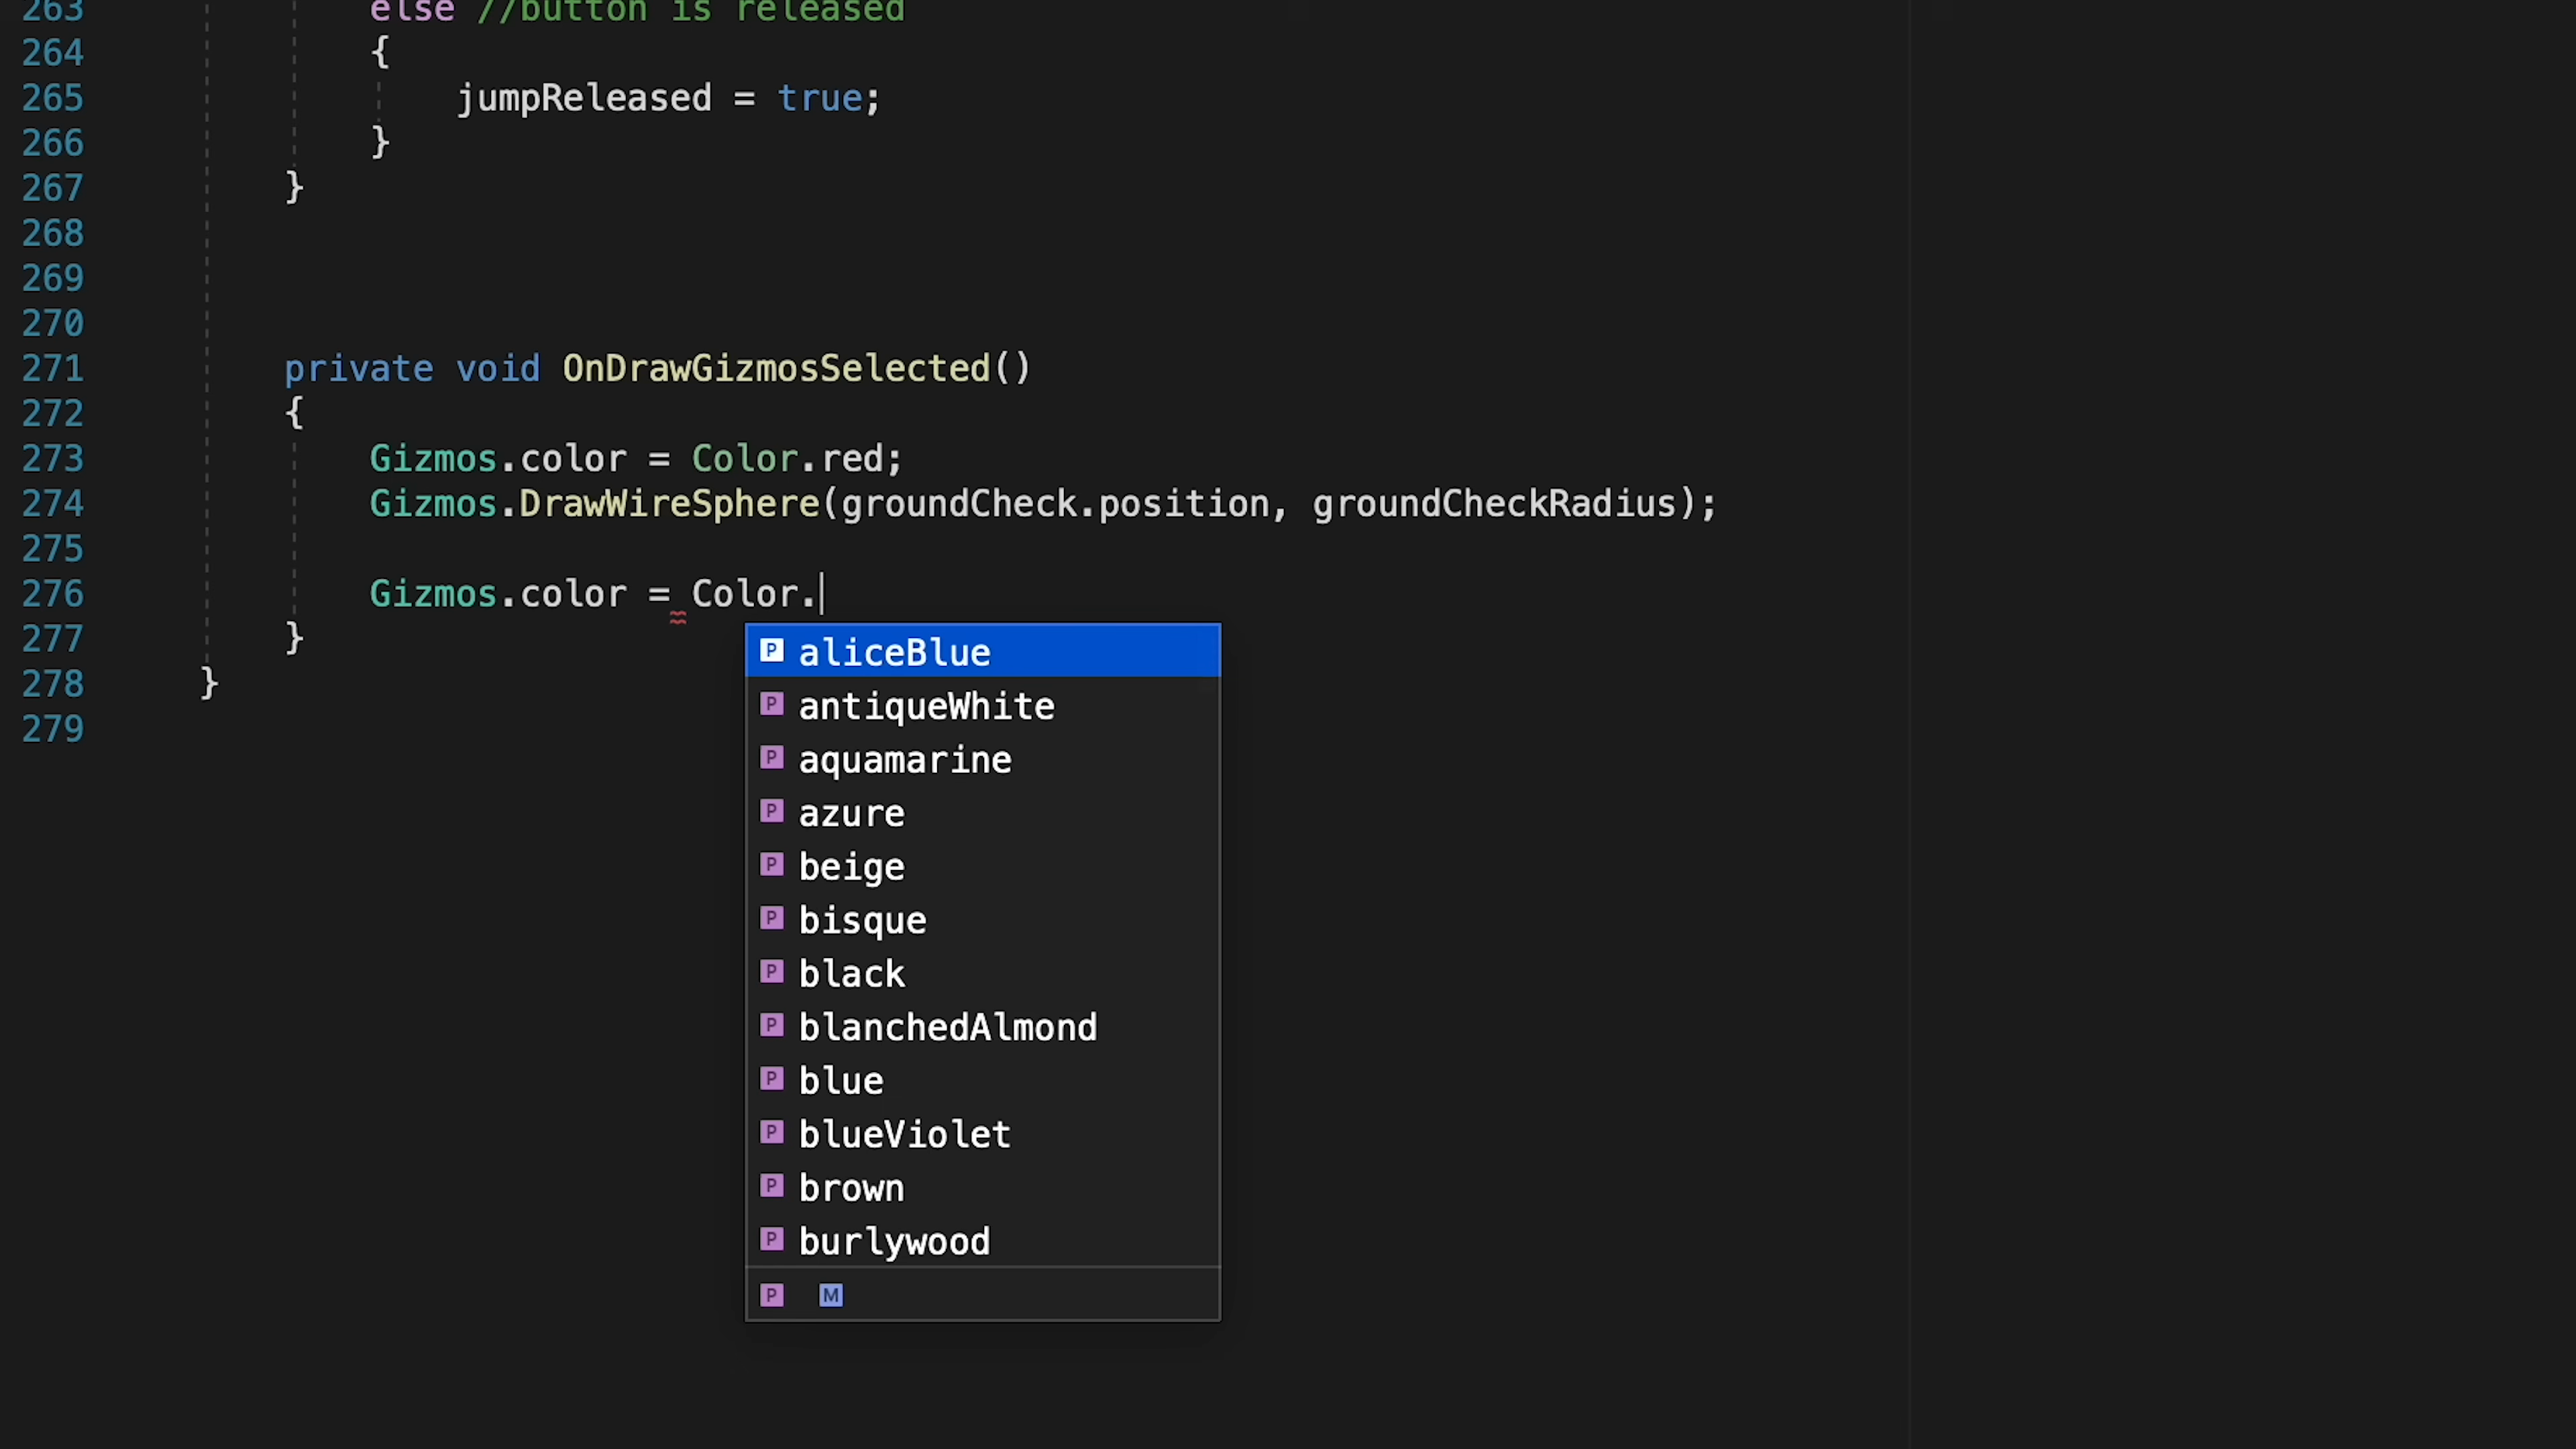 263 else //button is released
264 {
265 jumpReleased = true;
266 }
267 }
268
269
270
271 private void OnDrawGizmosSelected()
272 {
273 Gizmos.color = Color.red;
274 Gizmos.DrawWireSphere(groundCheck.position, groundCheckRadius);
275
276 Gizmos.color = Color.
277 }
278 }
279
P aliceBlue
P antiqueWhite
P aquamarine
P azure
P beige
P bisque
P black
P blanchedAlmond
P blue
P blueViolet
P brown
P burlywood
P M